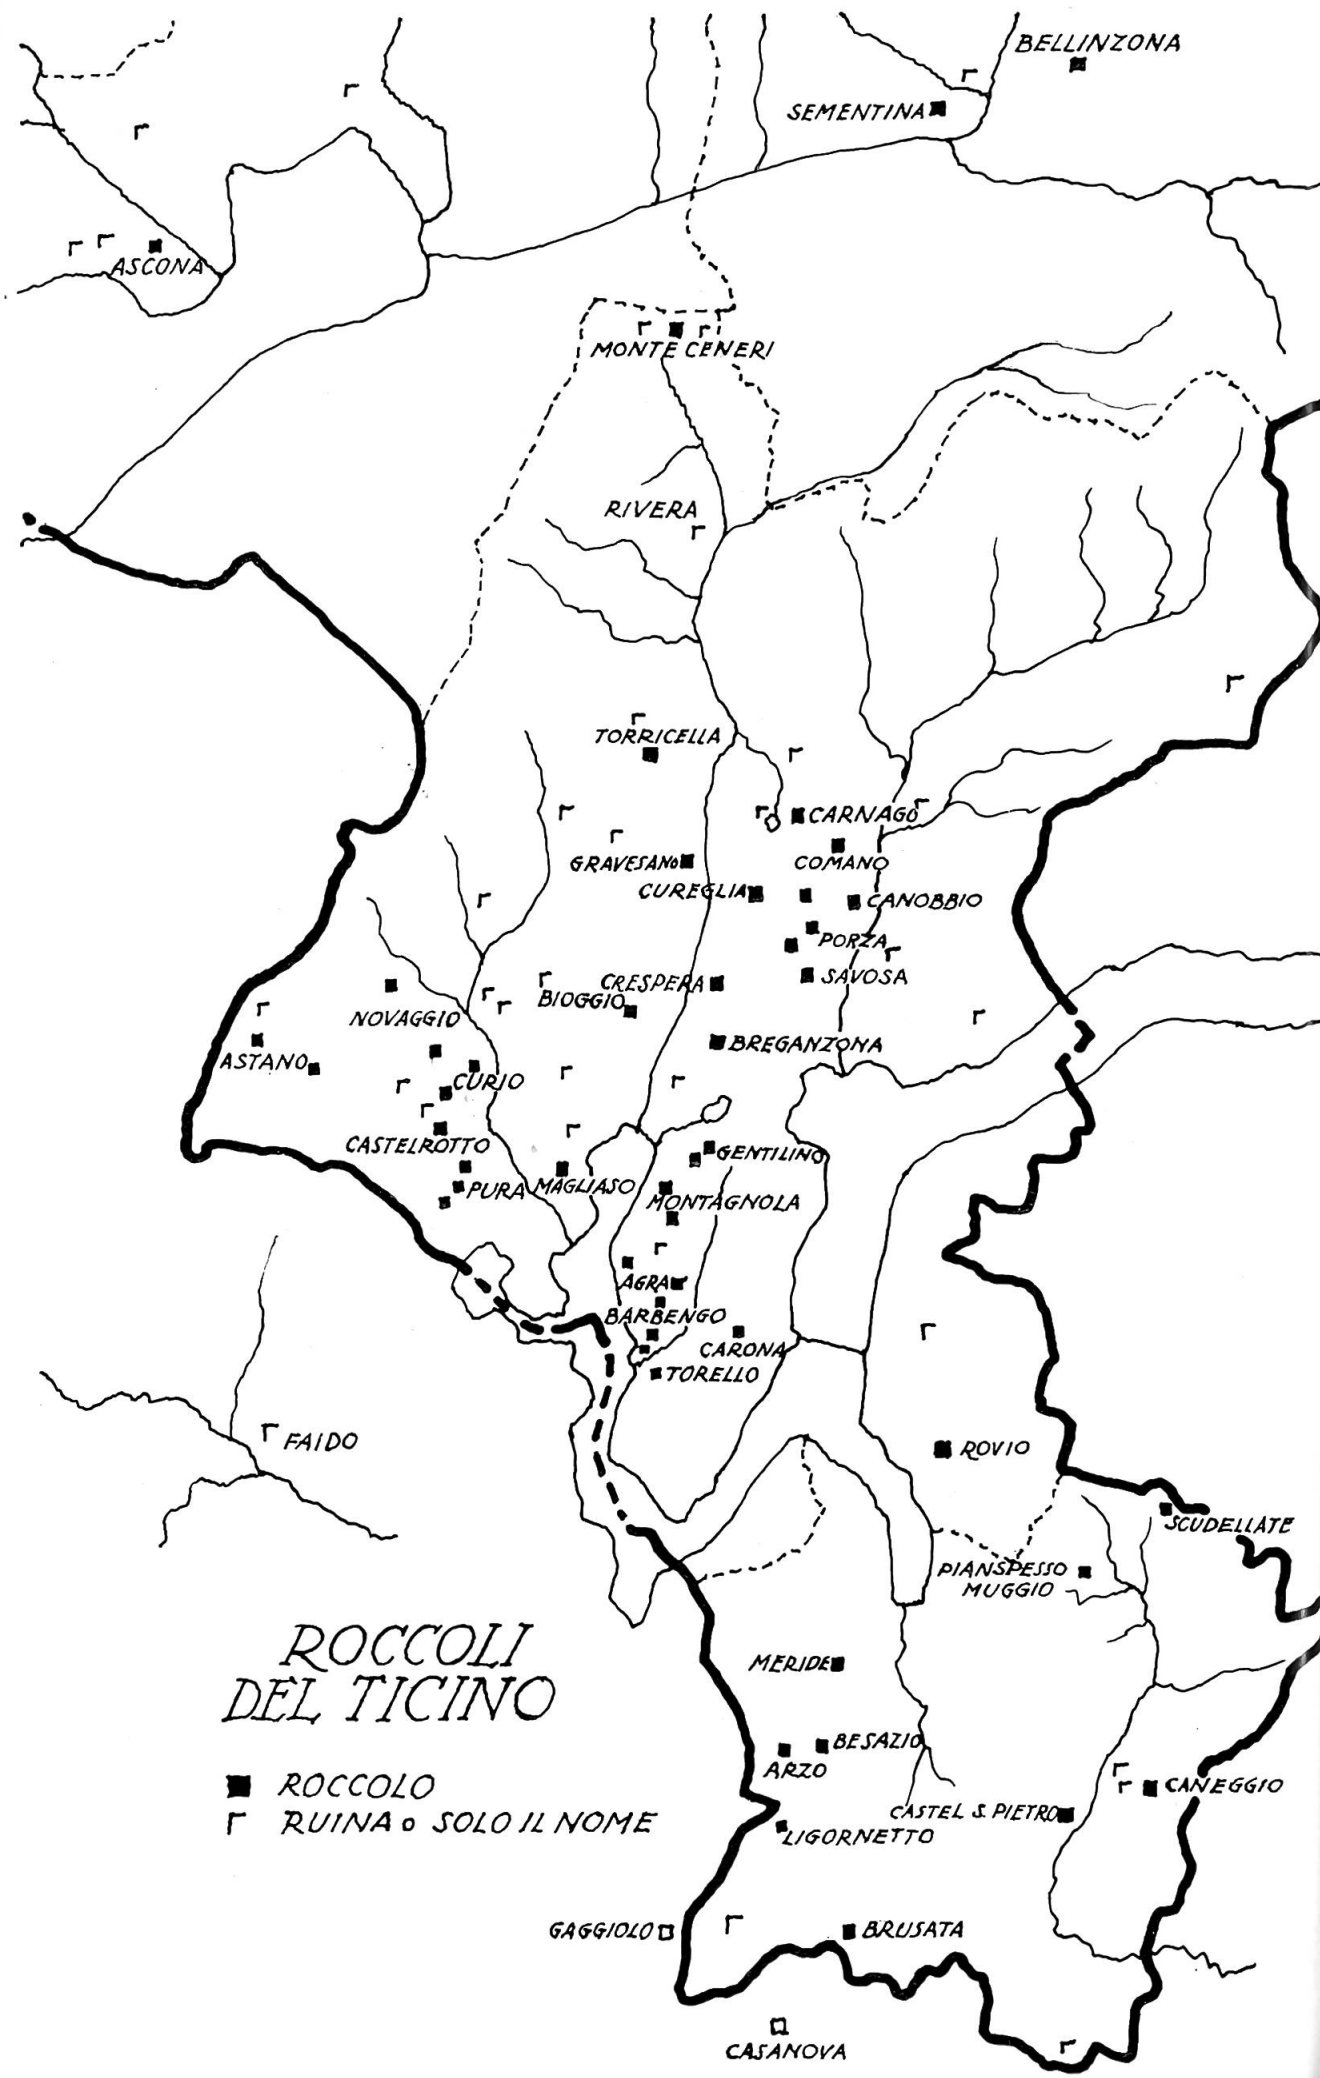 BELLINZONA
SEMENTINA
ASCONA
MONTE CENERI
RIVERA
TORRICELLA
CARNAGO
COMANO
GRAVESANO
CUREGLIA
CANOBBIO
PORZA
SAVOSA
CRESPERA
BIOGGIO
NOVAGGIO
BREGANZONA
ASTANO
CURIO
CASTELROTTO
GENTILINO
PURA
MAGLIASO
MONTAGNOLA
AGRA
BARBENGO
CARONA
TORELLO
FAIDO
ROVIO
SCUDELLATE
PIANSPESSO
MUGGIO
ROCCOLI
DEL TICINO
MERIDE
BESAZIO
ARZO
ROCCOLO
CANEGGIO
CASTEL S. PIETRO
RUINA o SOLO IL NOME
LIGORNETTO
GAGGIOLO
BRUSATA
CASANOVA